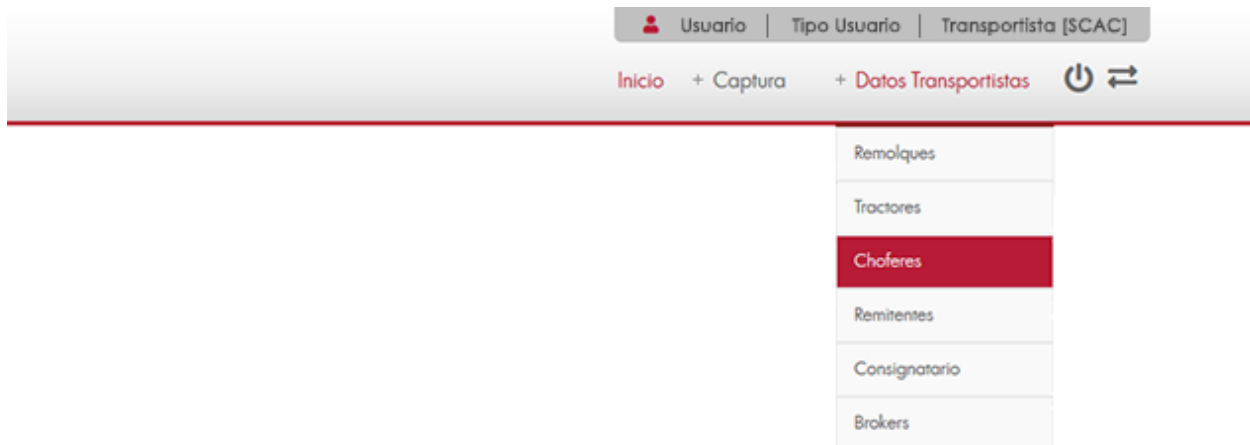 Usuario | Tipo Usuario | Transportista [SCAC]
Inicio + Captura + Datos Transportistas
Remolques
Tractores
Choferes
Remitentes
Consignatario
Brokers